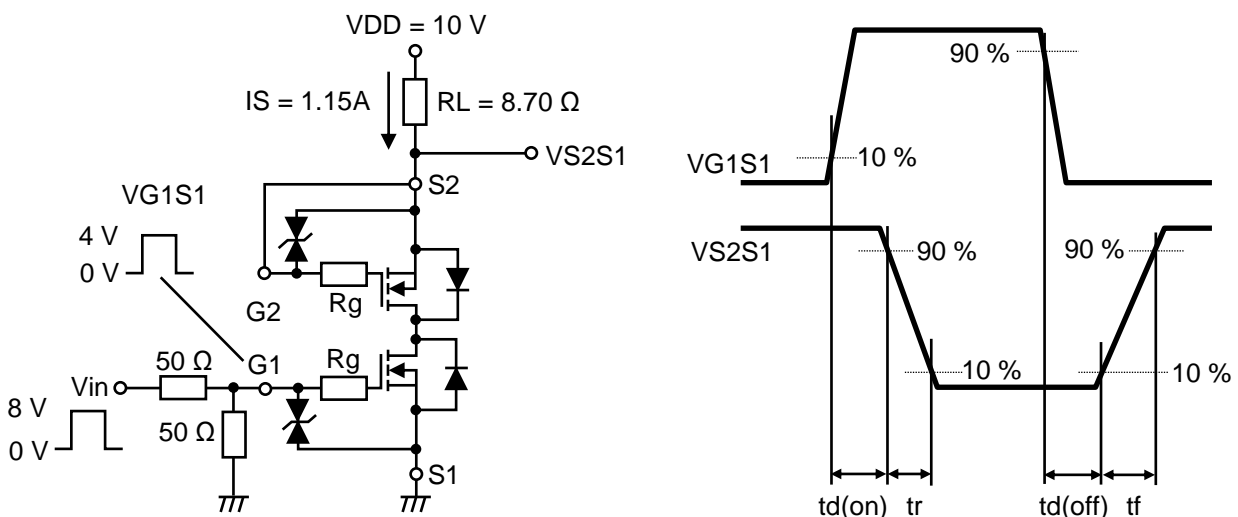 VDD = 10 V
IS = 1.15A
RL = 8.70 Ω
VS2S1
S2
VG1S1
4 V
0 V
Rg
G2
G1
50 Ω
Rg
Vin
8 V
0 V
50 Ω
S1
90 %
VG1S1
10 %
VS2S1
90 %
90 %
10 %
10 %
td(on) tr td(off) tf